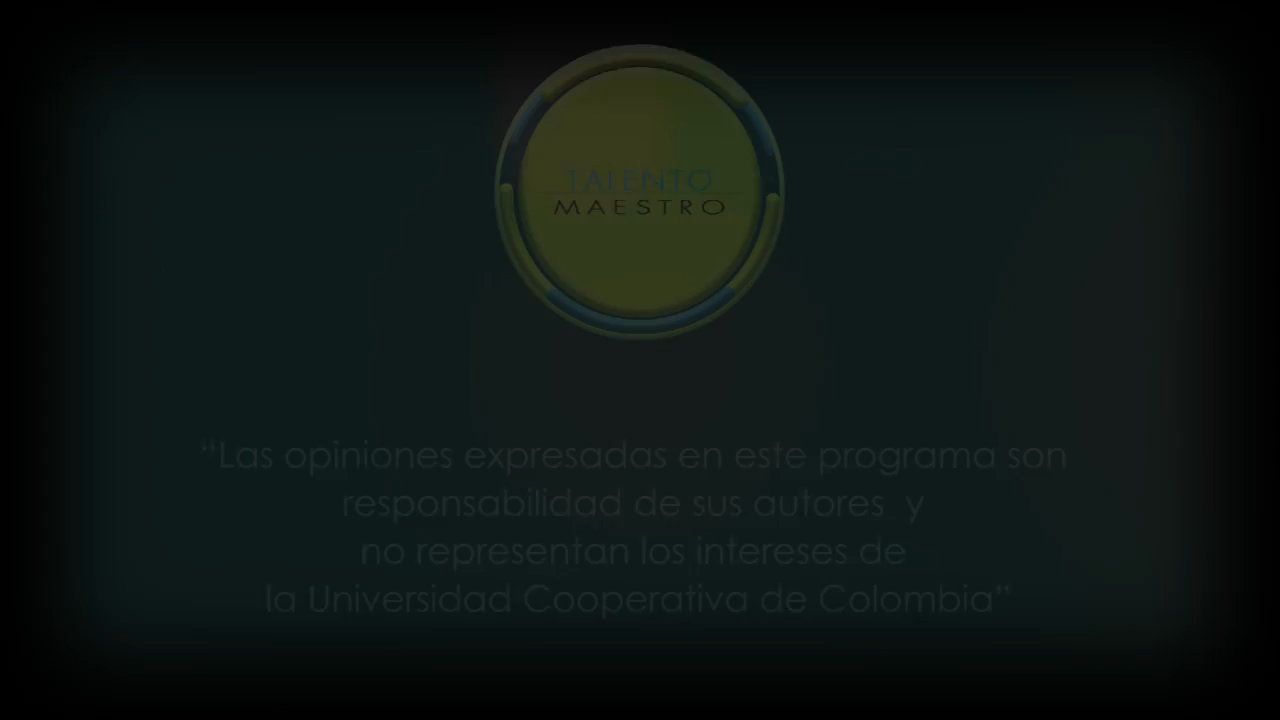 TALENTO
MAESTRO
“Las opiniones expresadas en este programa son
responsabilidad de sus autores y
no representan los intereses de
la Universidad Cooperativa de Colombia”